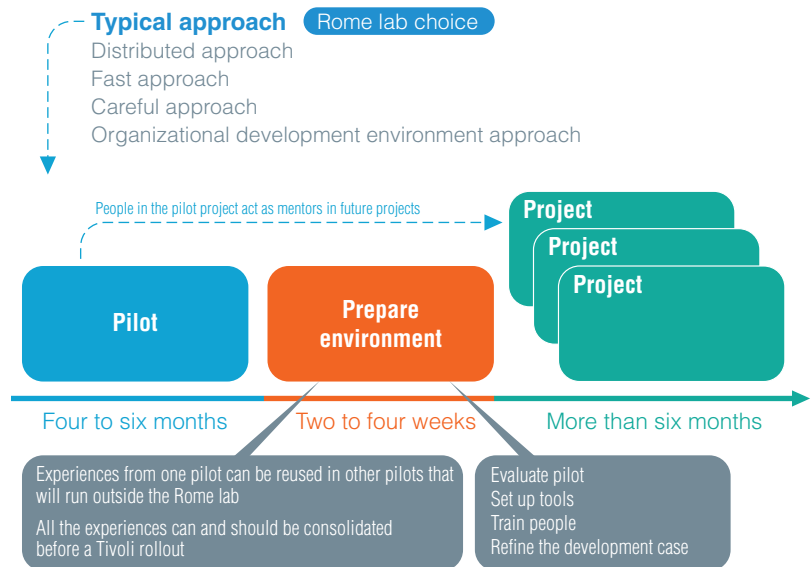 Typical approach
Rome lab choice
Distributed approach
Fast approach
Careful approach
Organizational development environment approach
People in the pilot project act as mentors in future projects
Project
Project
Project
Pilot
Prepare
environment
Four to six months
Two to four weeks
More than six months
Experiences from one pilot can be reused in other pilots that
will run outside the Rome lab
All the experiences can and should be consolidated
before a Tivoli rollout
Evaluate pilot
Set up tools
Train people
Refine the development case